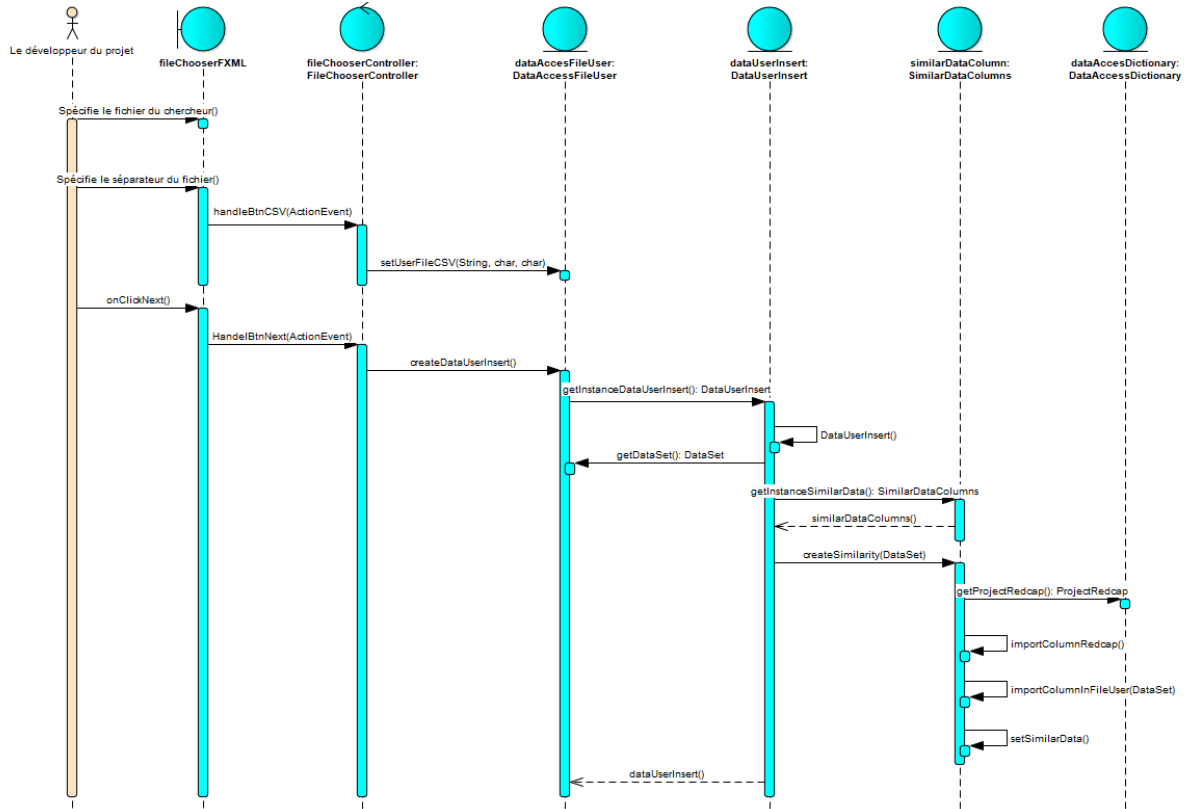 Le développeur du projet
fileChooserFXML
fileChooserController:
FileChooserController
dataAccesFileUser:
DataAccessFileUser
dataUserInsert:
DataUserInsert
similarDataColumn:
SimilarDataColumns
dataAccesDictionary:
DataAccessDictionary
Spécifie le fichier du chercheur()
Spécifie le séparateur du fichier()
handleBtnCSV(ActionEvent)
setUserFileCSV(String, char, char)
onClickNext()
HandelBtnNext(ActionEvent)
createDataUserInsert()
getInstanceDataUserInsert(): DataUserInsert
DataUserInsert()
getDataSet(): DataSet
getInstanceSimilarData(): SimilarDataColumns
similarDataColumns()
createSimilarity(DataSet)
getProjectRedcap(): ProjectRedcap
importColumnRedcap()
importColumnInFileUser(DataSet)
setSimilarData()
dataUserInsert()